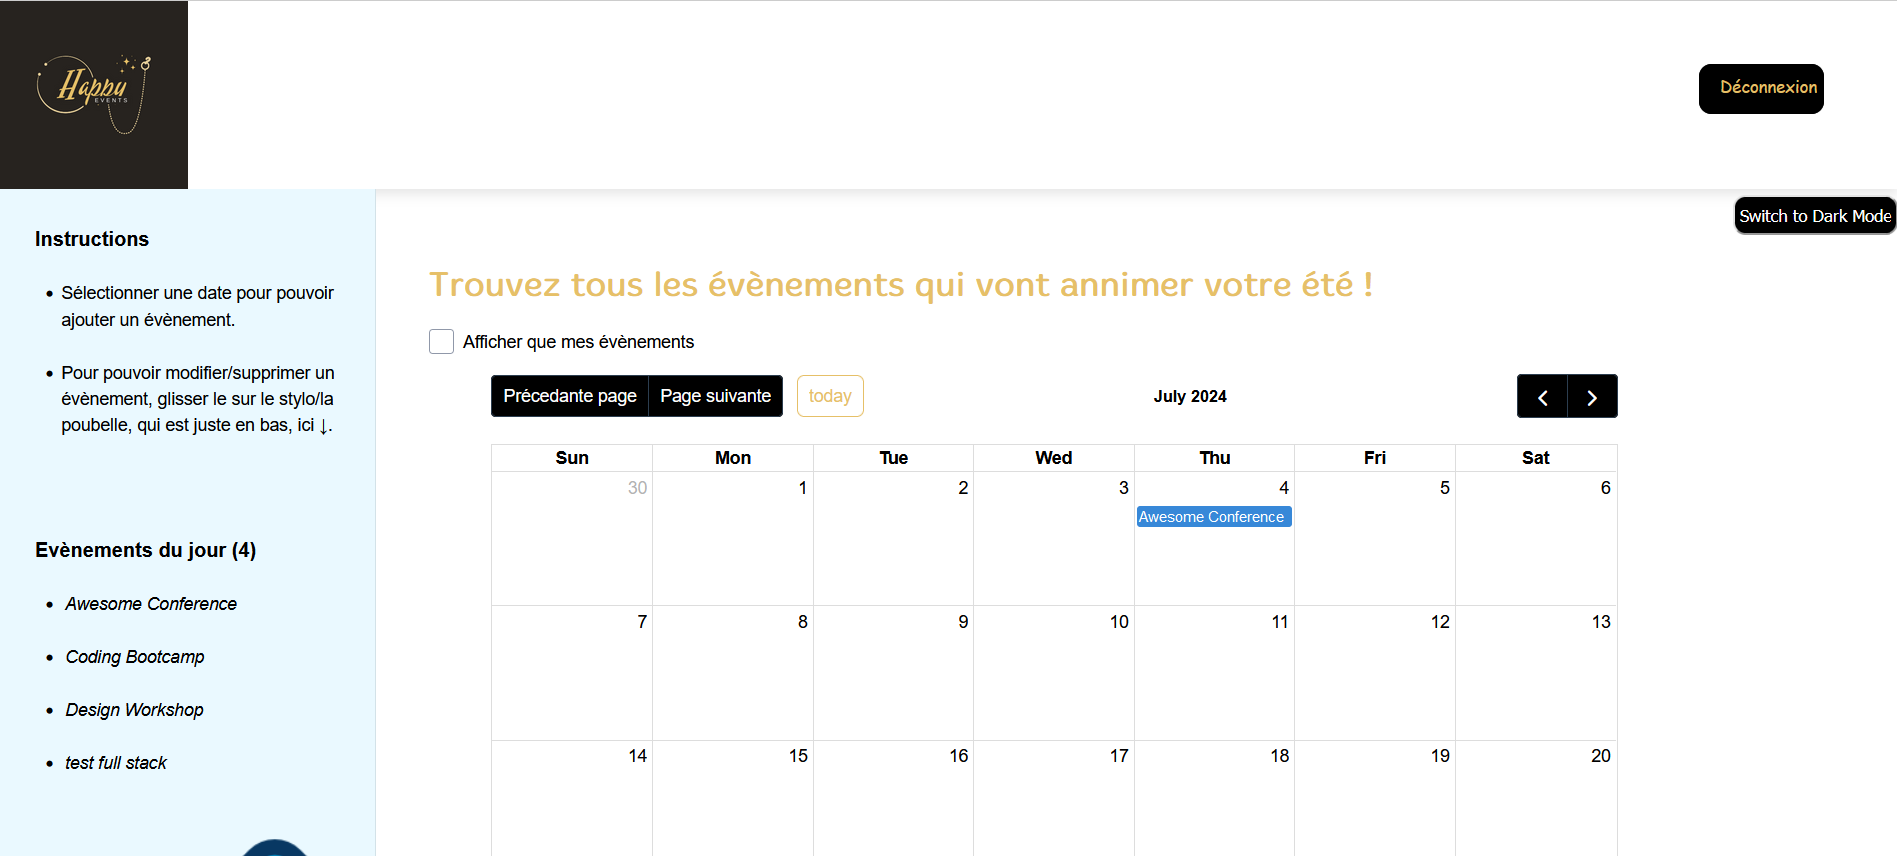 Happy
EVENTS
Déconnexion
Switch to Dark Mode
Instructions
• Sélectionner une date pour pouvoir
ajouter un évènement.
• Pour pouvoir modifier/supprimer un
évènement, glisser le sur le stylo/la
poubelle, qui est juste en bas, ici ↓.
Evènements du jour (4)
• Awesome Conference
• Coding Bootcamp
• Design Workshop
• test full stack
Trouvez tous les évènements qui vont annimer votre été !
Afficher que mes évènements
Précedante page Page suivante today July 2024
Sun Mon Tue Wed Thu Fri Sat
30 1 2 3 4 5 6
Awesome Conference
7 8 9 10 11 12 13
14 15 16 17 18 19 20